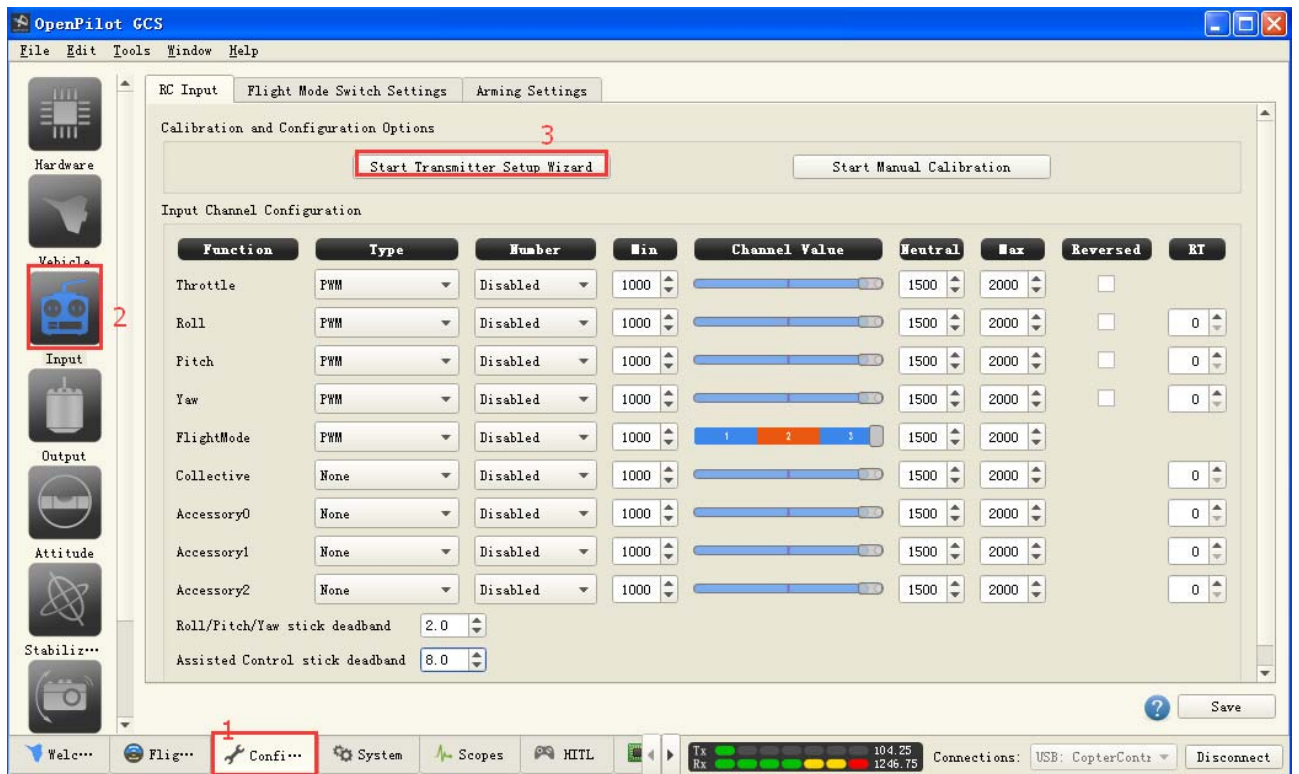 OpenPilot GCS
File Edit Tools Window Help
RC Input Flight Mode Switch Settings Arming Settings
Calibration and Configuration Options
3
Start Transmitter Setup Wizard Start Manual Calibration
Hardware
Input Channel Configuration
Function Type Number Min Channel Value Neutral Max Reversed RT
Vehicle
Throttle PWM Disabled 1000 1500 2000
2
Roll PWM Disabled 1000 1500 2000 0
Input
Pitch PWM Disabled 1000 1500 2000 0
Yaw PWM Disabled 1000 1500 2000 0
FlightMode PWM Disabled 1000 1 2 3 1500 2000
Output
Collective None Disabled 1000 1500 2000 0
Accessory0 None Disabled 1000 1500 2000 0
Attitude
Accessory1 None Disabled 1000 1500 2000 0
Accessory2 None Disabled 1000 1500 2000 0
Roll/Pitch/Yaw stick deadband 2.0
Stabiliz…
Assisted Control stick deadband 8.0
? Save
1
Welc… Flig… Confi… System Scopes HITL Tx 104.25 Connections: USB: CopterContr Disconnect
Rx 1246.75